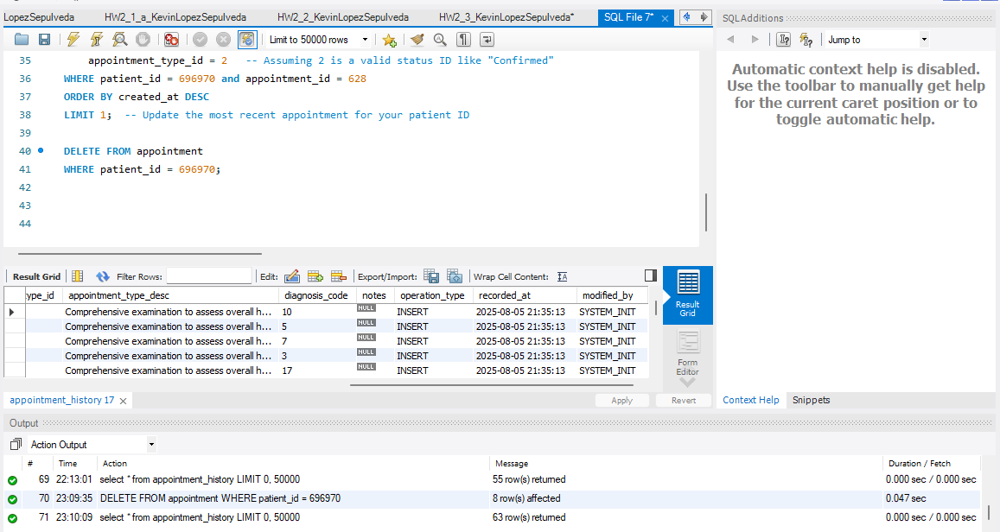 LopezSepulveda HW2_1_a_KevinLopezSepulveda HW2_2_KevinLopezSepulveda HW2_3_KevinLopezSepulveda* SQL File 7*
SQLAdditions
Limit to 50000 rows
Jump to
35 appointment_type_id = 2 -- Assuming 2 is a valid status ID like "Confirmed"
36 WHERE patient_id = 696970 and appointment_id = 628
37 ORDER BY created_at DESC
38 LIMIT 1; -- Update the most recent appointment for your patient ID
39
40 DELETE FROM appointment
41 WHERE patient_id = 696970;
42
43
44
Automatic context help is disabled.
Use the toolbar to manually get help
for the current caret position or to
toggle automatic help.
Result Grid Filter Rows: Edit: Export/Import: Wrap Cell Content: IA
ype_id appointment_type_desc diagnosis_code notes operation_type recorded_at modified_by
Comprehensive examination to assess overall h... 10 NULL INSERT 2025-08-05 21:35:13 SYSTEM_INIT
Comprehensive examination to assess overall h... 5 NULL INSERT 2025-08-05 21:35:13 SYSTEM_INIT
Comprehensive examination to assess overall h... 7 NULL INSERT 2025-08-05 21:35:13 SYSTEM_INIT
Comprehensive examination to assess overall h... 3 NULL INSERT 2025-08-05 21:35:13 SYSTEM_INIT
Comprehensive examination to assess overall h... 17 NULL INSERT 2025-08-05 21:35:13 SYSTEM_INIT
Result
Grid
Form
Editor
appointment_history 17
Apply Revert
Context Help Snippets
Output
Action Output
# Time Action Message Duration / Fetch
69 22:13:01 select * from appointment_history LIMIT 0, 50000 55 row(s) returned 0.000 sec / 0.000 sec
70 23:09:35 DELETE FROM appointment WHERE patient_id = 696970 8 row(s) affected 0.047 sec
71 23:10:09 select * from appointment_history LIMIT 0, 50000 63 row(s) returned 0.000 sec / 0.000 sec